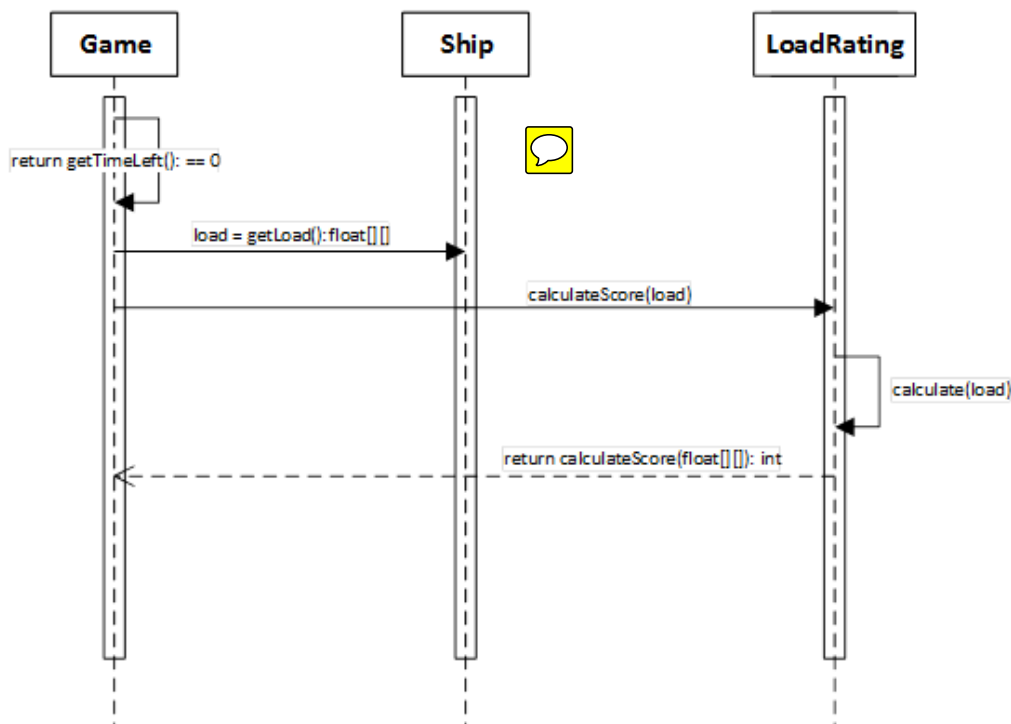 Game
Ship
LoadRating
return getTimeLeft(): == 0
load = getLoad():float[][]
calculateScore(load)
calculate(load)
return calculateScore(float[][]): int